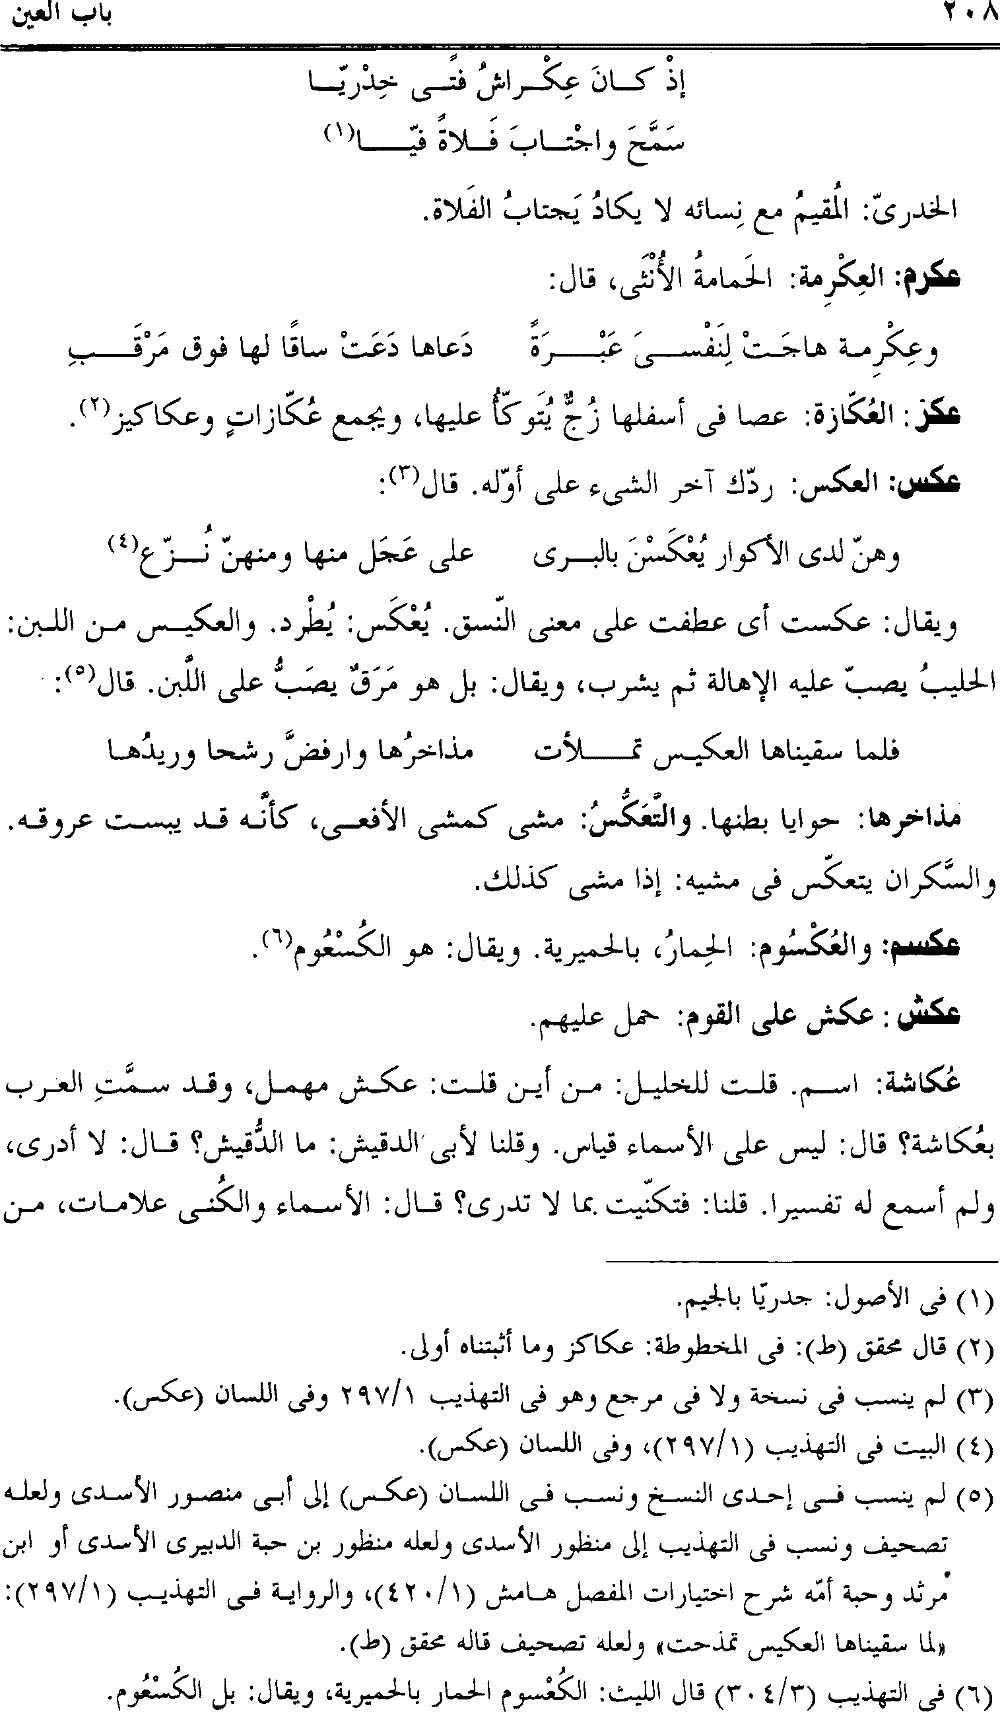 ٢٠٨ باب العين
إذْ كـان عِكْـراشُ فتًـى خِدْريّـا
سَمَّحَ واجْتـابَ فَـلاةً فيّـا(١)
الخدرىّ: المُقيمُ مع نِسائه لا يكادُ يَجتابُ الفَلاة.
عكرم: العِكْرِمة: الحَمامةُ الأُنْثَى، قال:
وعِكْرِمة هاجَتْ لِنَفْسىَ عَبْرَةً دَعاها دَعَتْ ساقًا لها فوق مَرْقَبِ
عكز: العُكّازة: عصا فى أسفلها زُجٌّ يُتَوكّأُ عليها، ويجمع عُكّازاتٍ وعكاكيز(٢).
عكس: العكس: ردّك آخر الشىء على أوّله. قال(٣):
وهنّ لدى الأكوار يُعْكَسْنَ بالبرى على عَجَل منها ومنهنّ نُزّع(٤)
ويقال: عكست أى عطفت على معنى النّسق. يُعْكَس: يُطْرد. والعكيس من اللبن:
الحليبُ يصبّ عليه الإهالة ثم يشرب، ويقال: بل هو مَرَقٌ يصَبُّ على اللَّبن. قال(٥):
فلما سقيناها العكيس تملأت مذاخرُها وارفضَّ رشحا وريدُها
مذاخرها: حوايا بطنها. والتَّعَكُّسُ: مشى كمشى الأفعى، كأنَّه قد يبست عروقه.
والسَّكران يتعكّس فى مشيه: إذا مشى كذلك.
عكسم: والعُكْسُوم: الحِمارُ، بالحميرية. ويقال: هو الكُسْعُوم(٦).
عكش: عكش على القوم: حمل عليهم.
عُكاشة: اسم. قلت للخليل: من أين قلت: عكش مهمل، وقد سمَّتِ العرب
بعُكاشة؟ قال: ليس على الأسماء قياس. وقلنا لأبى الدقيش: ما الدُّقيش؟ قال: لا أدرى،
ولم أسمع له تفسيرا. قلنا: فتكنّيت بما لا تدرى؟ قال: الأسماء والكُنى علامات، من
(١) فى الأصول: جدريّا بالجيم.
(٢) قال محقق (ط): فى المخطوطة: عكاكز وما أثبتناه أولى.
(٣) لم ينسب فى نسخة ولا فى مرجع وهو فى التهذيب ٢٩٧/١ وفى اللسان (عكس).
(٤) البيت فى التهذيب (٢٩٧/١)، وفى اللسان (عكس).
(٥) لم ينسب فى إحدى النسخ ونسب فى اللسان (عكس) إلى أبى منصور الأسدى ولعله
تصحيف ونسب فى التهذيب إلى منظور الأسدى ولعله منظور بن حبة الدبيرى الأسدى أو ابن
مرثد وحبة أمّه شرح اختيارات المفصل هامش (٤٢٠/١)، والرواية فى التهذيب (٢٩٧/١):
«لما سقيناها العكيس تمذحت» ولعله تصحيف قاله محقق (ط).
(٦) فى التهذيب (٣٠٤/٣) قال الليث: الكُعْسوم الحمار بالحميرية، ويقال: بل الكُسْعُوم.